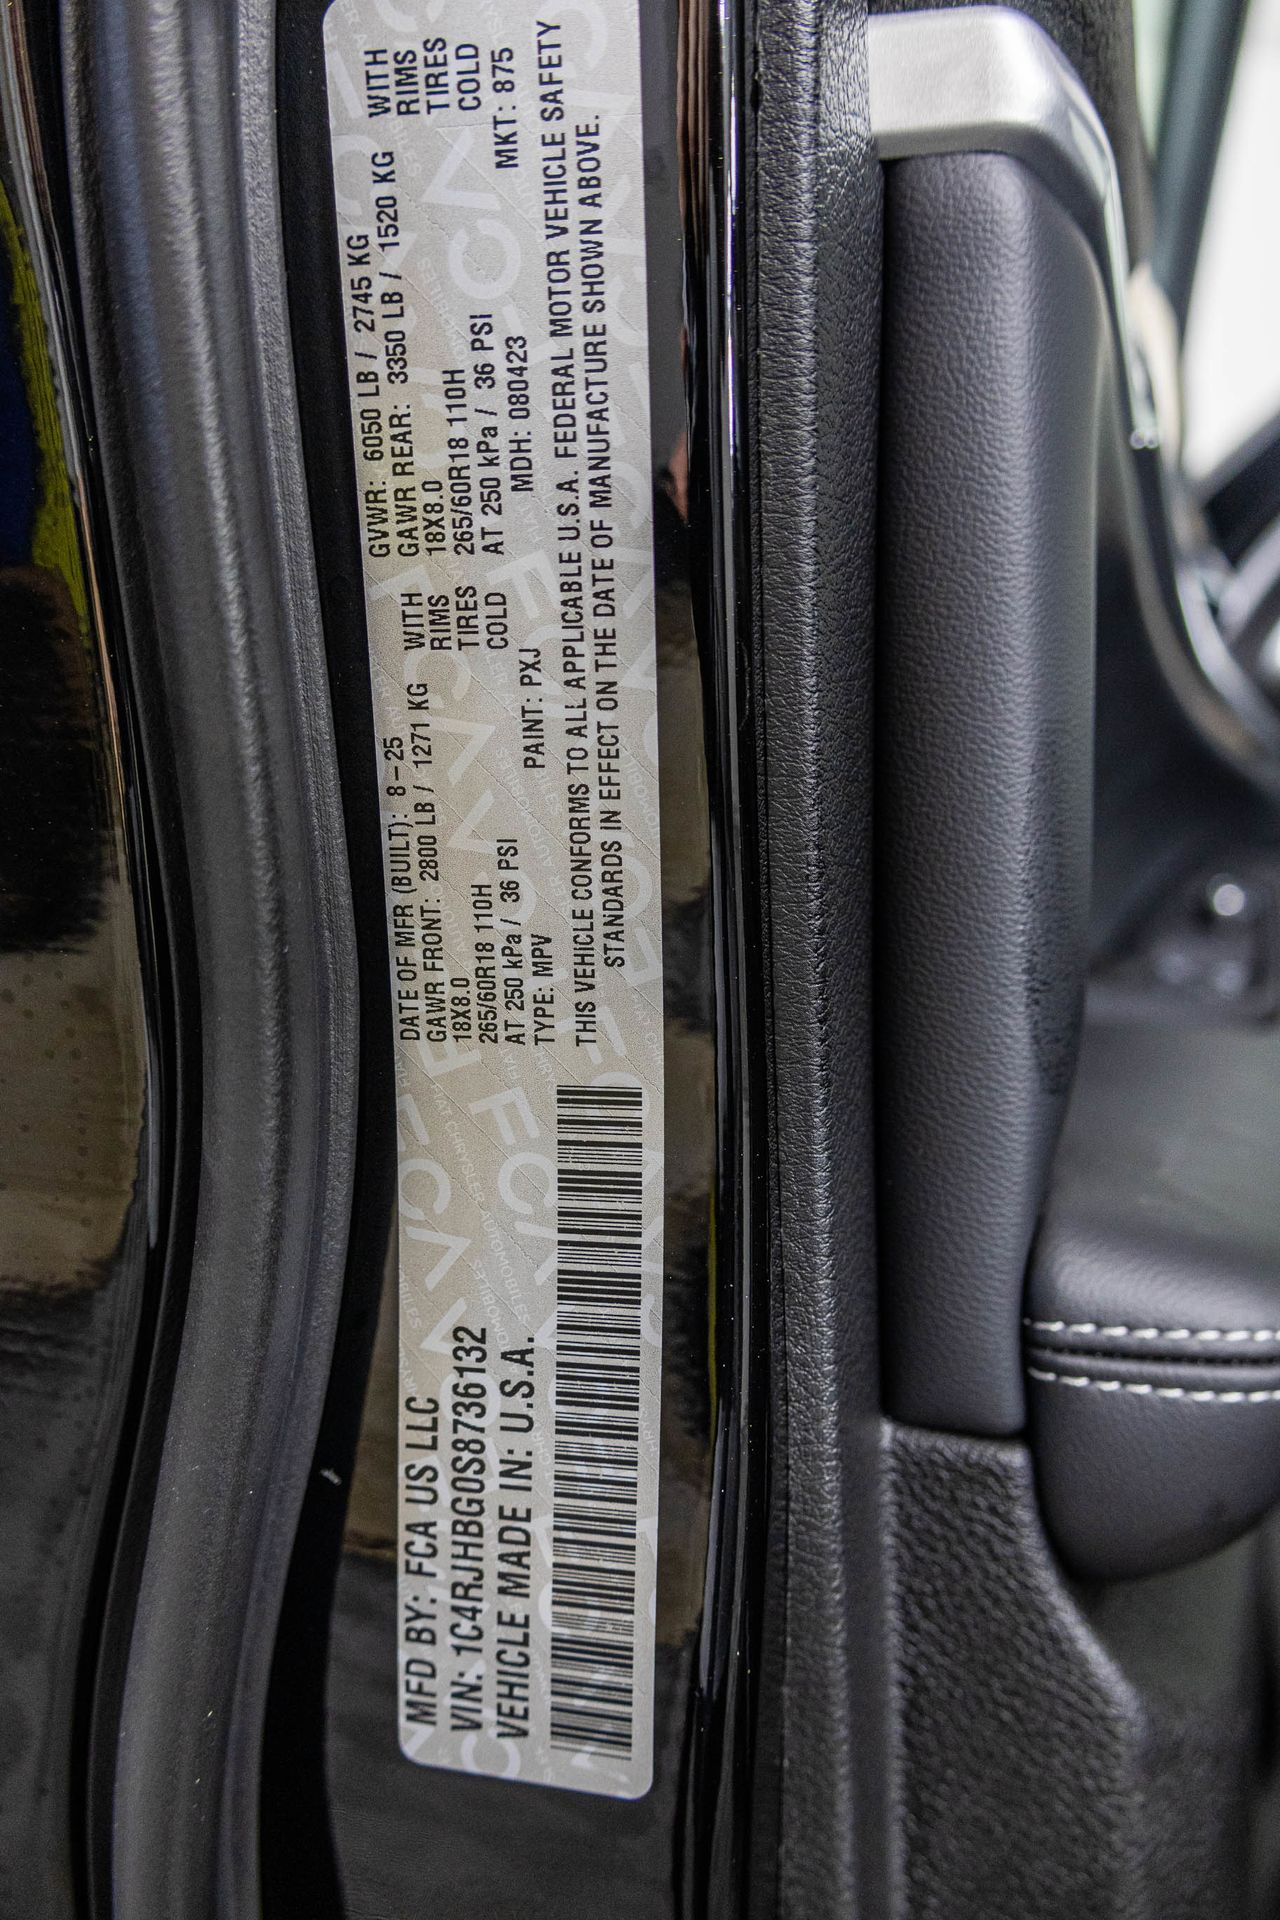 MFD BY: FCA US LLC
VIN: 1C4RJHBG0S8736132
VEHICLE MADE IN: U.S.A.
DATE OF MFR (BUILT): 8-25 GVWR: 6050 LB / 2745 KG
GAWR FRONT: 2800 LB / 1271 KG WITH GAWR REAR: 3350 LB / 1520 KG WITH
18X8.0 RIMS 18X8.0 RIMS
265/60R18 110H TIRES 265/60R18 110H TIRES
AT 250 kPa / 36 PSI COLD AT 250 kPa / 36 PSI COLD
TYPE: MPV PAINT: PXJ MDH: 080423 MKT: 875
THIS VEHICLE CONFORMS TO ALL APPLICABLE U.S.A. FEDERAL MOTOR VEHICLE SAFETY
STANDARDS IN EFFECT ON THE DATE OF MANUFACTURE SHOWN ABOVE.